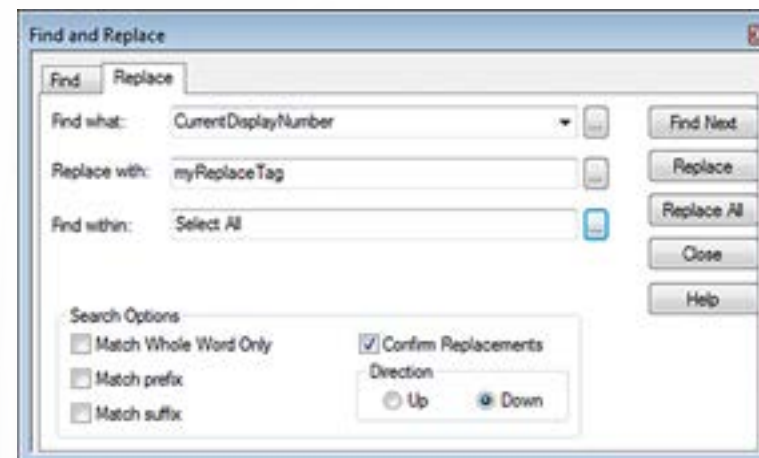 Find and Replace
Find Replace
Find what: CurrentDisplayNumber ... Find Next
Replace with: myReplaceTag ... Replace
Find within: Select All ... Replace All
Close
Help
Search Options
Match Whole Word Only Confirm Replacements
Match prefix Direction
Match suffix Up Down